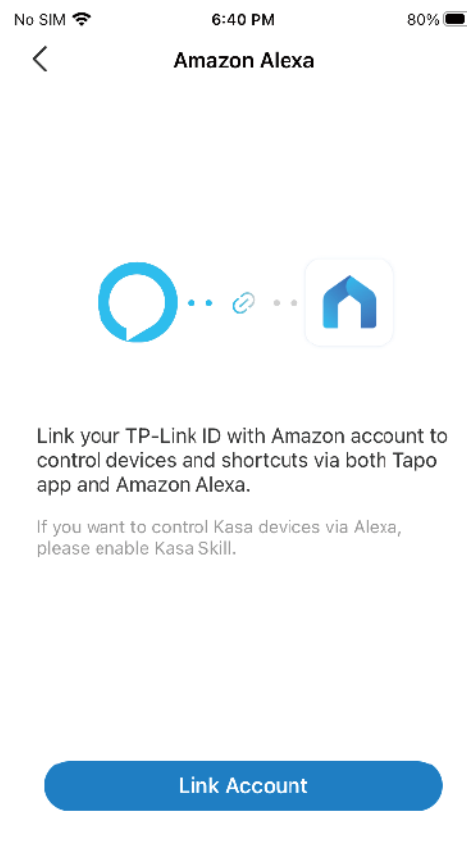 No SIM 6:40 PM 80%
Amazon Alexa
Link your TP-Link ID with Amazon account to
control devices and shortcuts via both Tapo
app and Amazon Alexa.
If you want to control Kasa devices via Alexa,
please enable Kasa Skill.
Link Account